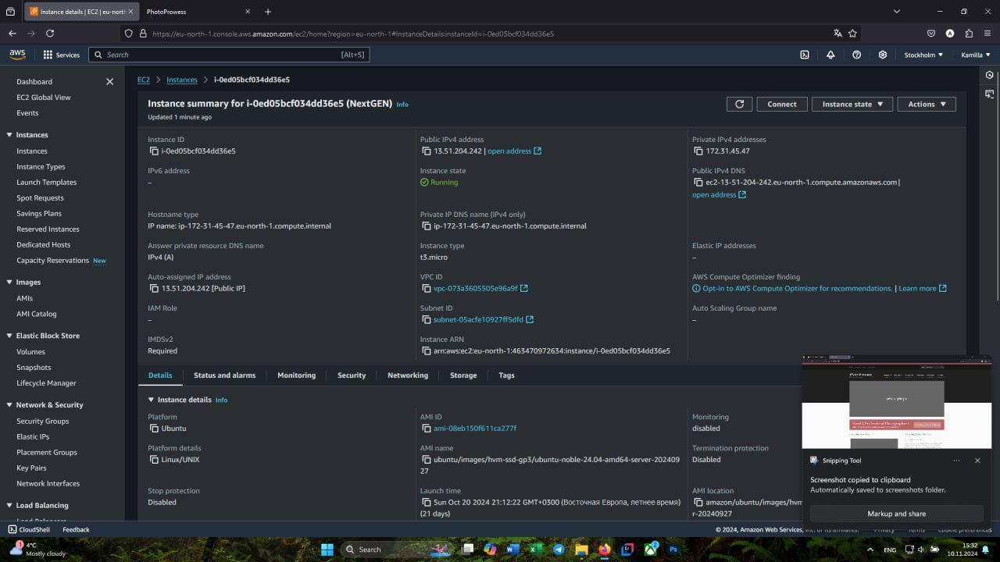 Instance details | EC2 | eu-nort
PhotoProwess
https://eu-north-1.console.aws.amazon.com/ec2/home?region=eu-north-1#InstanceDetails:instanceId=i-0ed05bcf034dd36e5
aws
Services
Search
[Alt+S]
Stockholm
Kamilla
Dashboard
EC2 Global View
Events
Instances
Instances
Instance Types
Launch Templates
Spot Requests
Savings Plans
Reserved Instances
Dedicated Hosts
Capacity Reservations New
Images
AMIs
AMI Catalog
Elastic Block Store
Volumes
Snapshots
Lifecycle Manager
Network & Security
Security Groups
Elastic IPs
Placement Groups
Key Pairs
Network Interfaces
Load Balancing
Load Balancers
EC2 > Instances > i-0ed05bcf034dd36e5
Instance summary for i-0ed05bcf034dd36e5 (NextGEN) Info
Updated 1 minute ago
Connect
Instance state
Actions
Instance ID
i-0ed05bcf034dd36e5
Public IPv4 address
13.51.204.242 | open address
Private IPv4 addresses
172.31.45.47
IPv6 address
–
Instance state
Running
Public IPv4 DNS
ec2-13-51-204-242.eu-north-1.compute.amazonaws.com |
open address
Hostname type
IP name: ip-172-31-45-47.eu-north-1.compute.internal
Private IP DNS name (IPv4 only)
ip-172-31-45-47.eu-north-1.compute.internal
Answer private resource DNS name
IPv4 (A)
Instance type
t3.micro
Elastic IP addresses
–
Auto-assigned IP address
13.51.204.242 [Public IP]
VPC ID
vpc-073a3605505e96a9f
AWS Compute Optimizer finding
Opt-in to AWS Compute Optimizer for recommendations. | Learn more
IAM Role
–
Subnet ID
subnet-05acfe10927ff5dfd
Auto Scaling Group name
–
IMDSv2
Required
Instance ARN
arn:aws:ec2:eu-north-1:463470972634:instance/i-0ed05bcf034dd36e5
Details
Status and alarms
Monitoring
Security
Networking
Storage
Tags
Instance details Info
Platform
Ubuntu
AMI ID
ami-08eb150f611ca277f
Monitoring
disabled
Platform details
Linux/UNIX
AMI name
ubuntu/images/hvm-ssd-gp3/ubuntu-noble-24.04-amd64-server-202409
27
Termination protection
Disabled
Stop protection
Disabled
Launch time
Sun Oct 20 2024 21:12:22 GMT+0300 (Восточная Европа, летнее время)
(21 days)
AMI location
amazon/ubuntu/images/hvm
r-20240927
Snipping Tool
Screenshot copied to clipboard
Automatically saved to screenshots folder.
Markup and share
CloudShell
Feedback
© 2024, Amazon Web Services, Inc. or its affiliates.
Privacy
Terms
Cookie preferences
1
4°C
Mostly cloudy
Search
ENG
15:32
10.11.2024